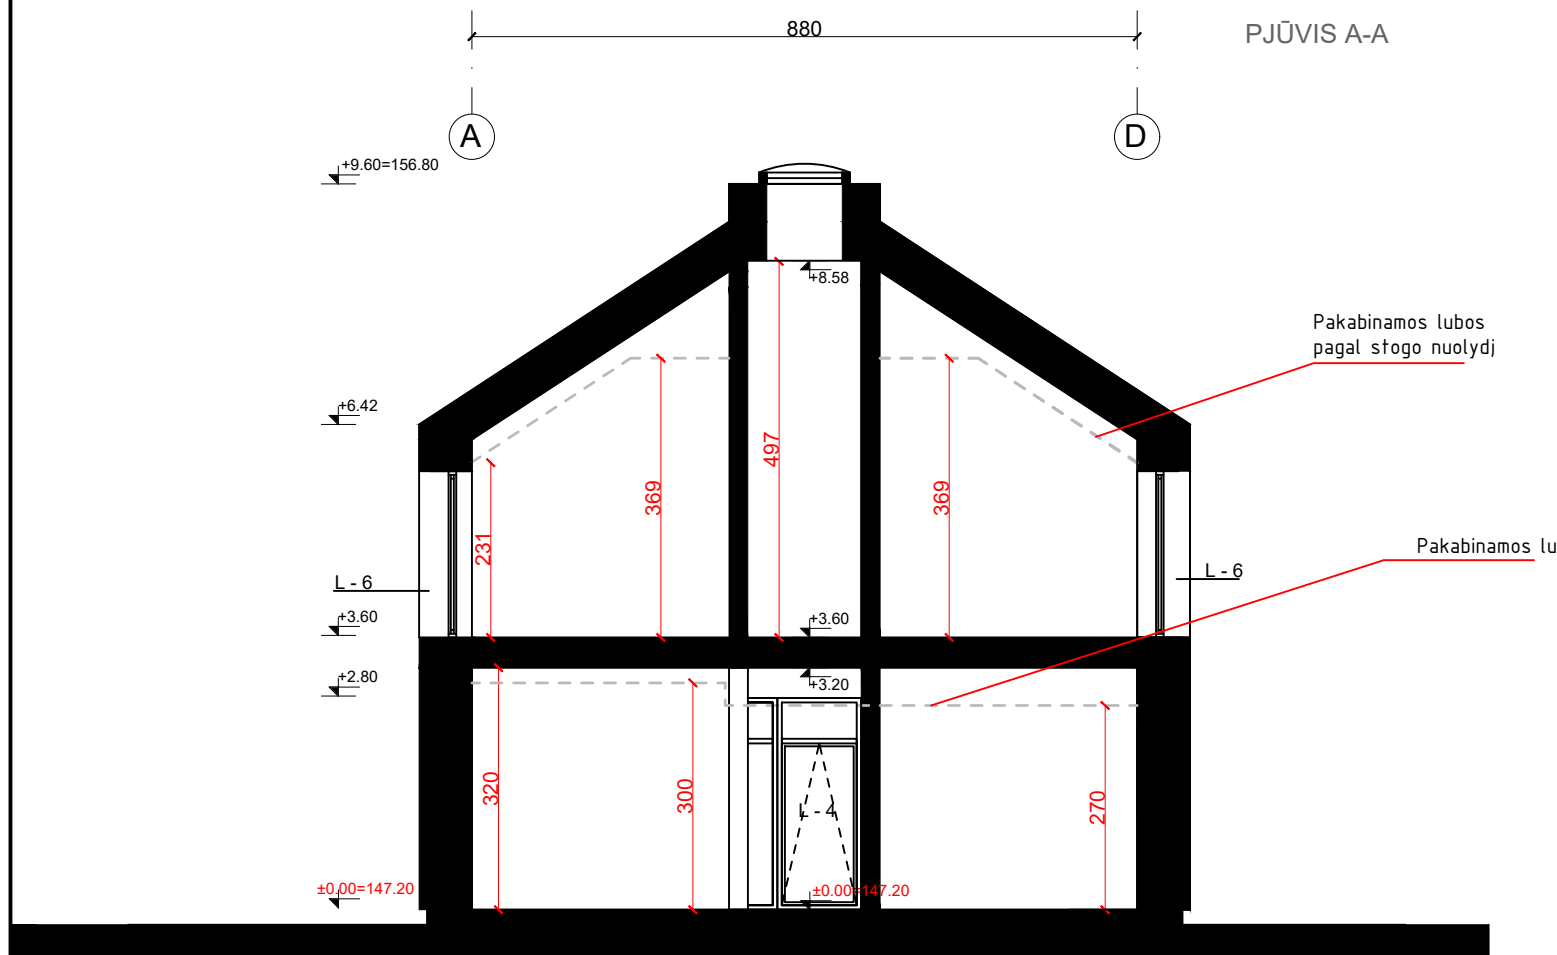 880
PJŪVIS A-A
A
D
+9.60=156.80
+8.58
Pakabinamos lubos
pagal stogo nuolydį
+6.42
497
369
369
231
Pakabinamos lu
L - 6
L - 6
+3.60
+3.60
+2.80
+3.20
320
300
270
L - 4
±0.00=147.20
±0.00=147.20